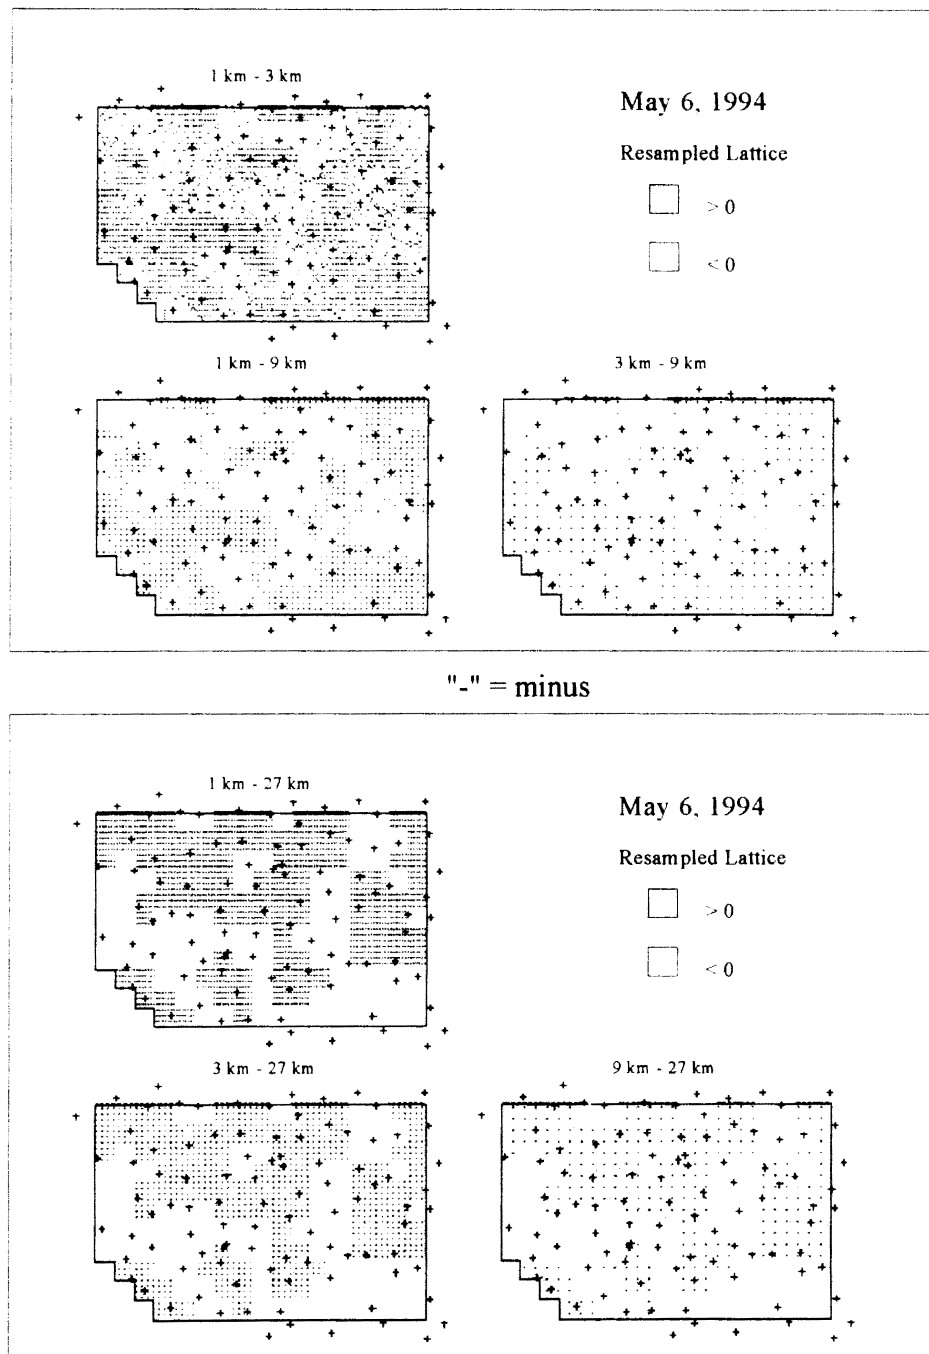 1 km - 3 km
May 6, 1994
Resampled Lattice
> 0
< 0
1 km - 9 km
3 km - 9 km
"-" = minus
1 km - 27 km
May 6, 1994
Resampled Lattice
> 0
< 0
3 km - 27 km
9 km - 27 km